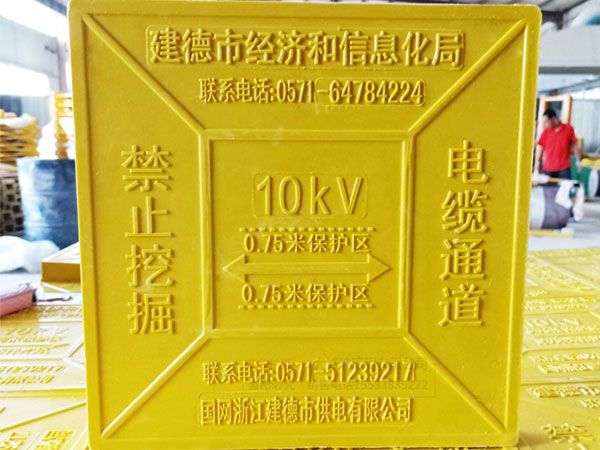 建德市经济和信息化局
联系电话:0571-64784224
禁止挖掘
10kV
0.75米保护区
0.75米保护区
电缆通道
联系电话:0571-51239217
国网浙江建德市供电有限公司